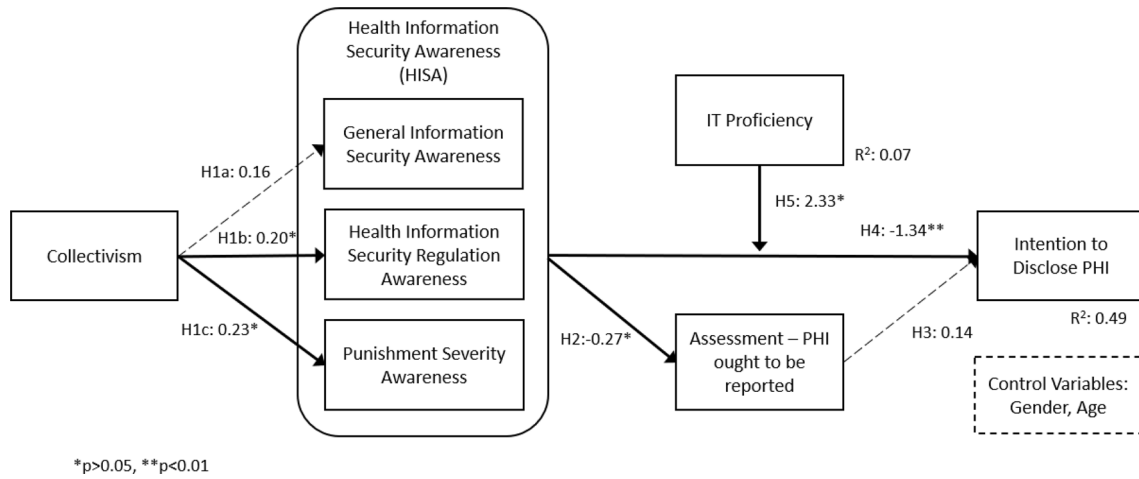 Health Information
Security Awareness
(HISA)
General Information
Security Awareness
IT Proficiency
R²: 0.07
H1a: 0.16
H5: 2.33*
Collectivism
H1b: 0.20*
Health Information
Security Regulation
Awareness
H4: -1.34**
Intention to
Disclose PHI
R²: 0.49
H1c: 0.23*
Punishment Severity
Awareness
H2:-0.27*
Assessment – PHI
ought to be
reported
H3: 0.14
Control Variables:
Gender, Age
*p>0.05, **p<0.01